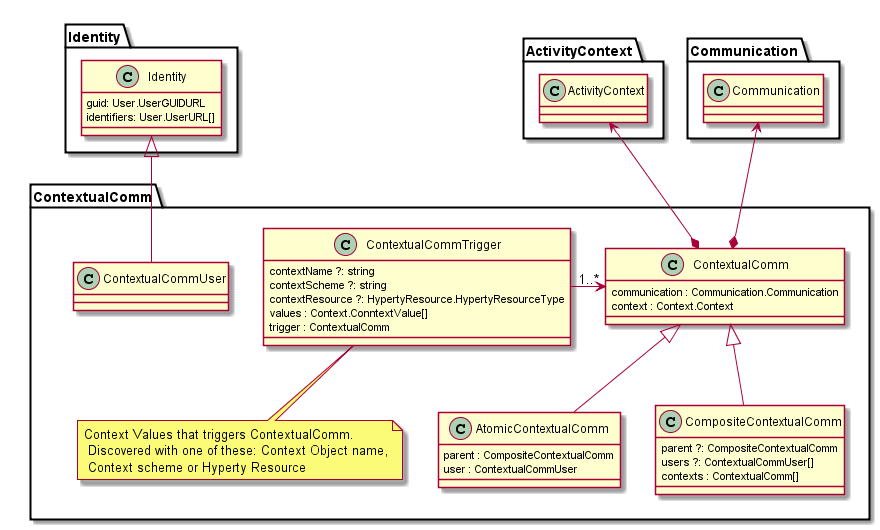 Identity
C Identity
guid: User.UserGUIDURL
identifiers: User.UserURL[]
ActivityContext
C ActivityContext
Communication
C Communication
ContextualComm
C ContextualCommUser
C ContextualCommTrigger
contextName ?: string
contextScheme ?: string
contextResource ?: HypertyResource.HypertyResourceType
values : Context.ConntextValue[]
trigger : ContextualComm
1..*
C ContextualComm
communication : Communication.Communication
context : Context.Context
Context Values that triggers ContextualComm.
Discovered with one of these: Context Object name,
Context scheme or Hyperty Resource
C AtomicContextualComm
parent : CompositeContextualComm
user : ContextualCommUser
C CompositeContextualComm
parent ?: CompositeContextualComm
users ?: ContextualCommUser[]
contexts : ContextualComm[]